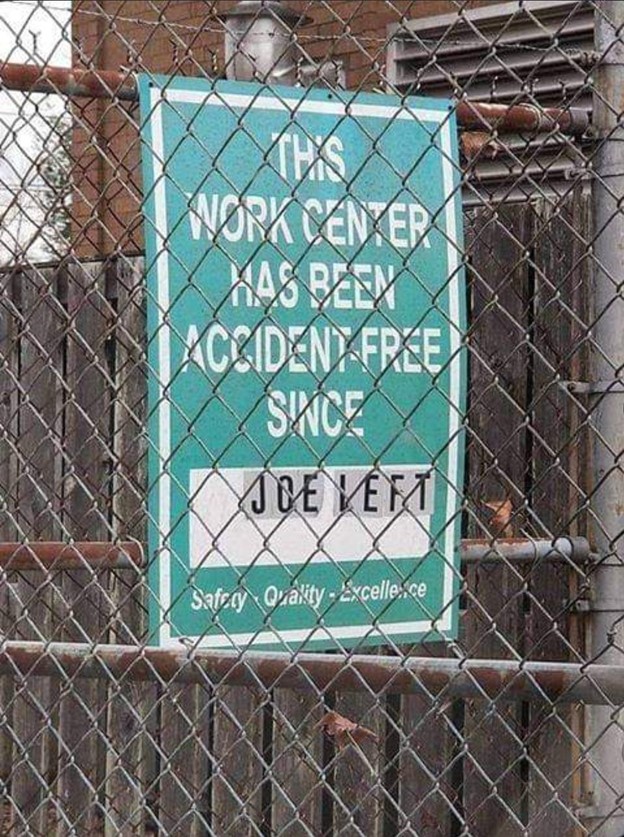 THIS
WORK CENTER
HAS BEEN
ACCIDENT-FREE
SINCE
JOE LEFT
Safety - Quality - Excellence